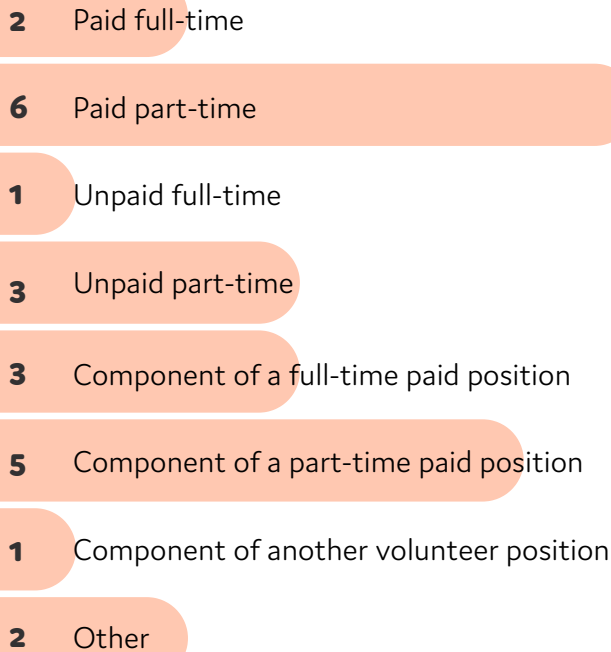 2 Paid full-time
6 Paid part-time
1 Unpaid full-time
3 Unpaid part-time
3 Component of a full-time paid position
5 Component of a part-time paid position
1 Component of another volunteer position
2 Other